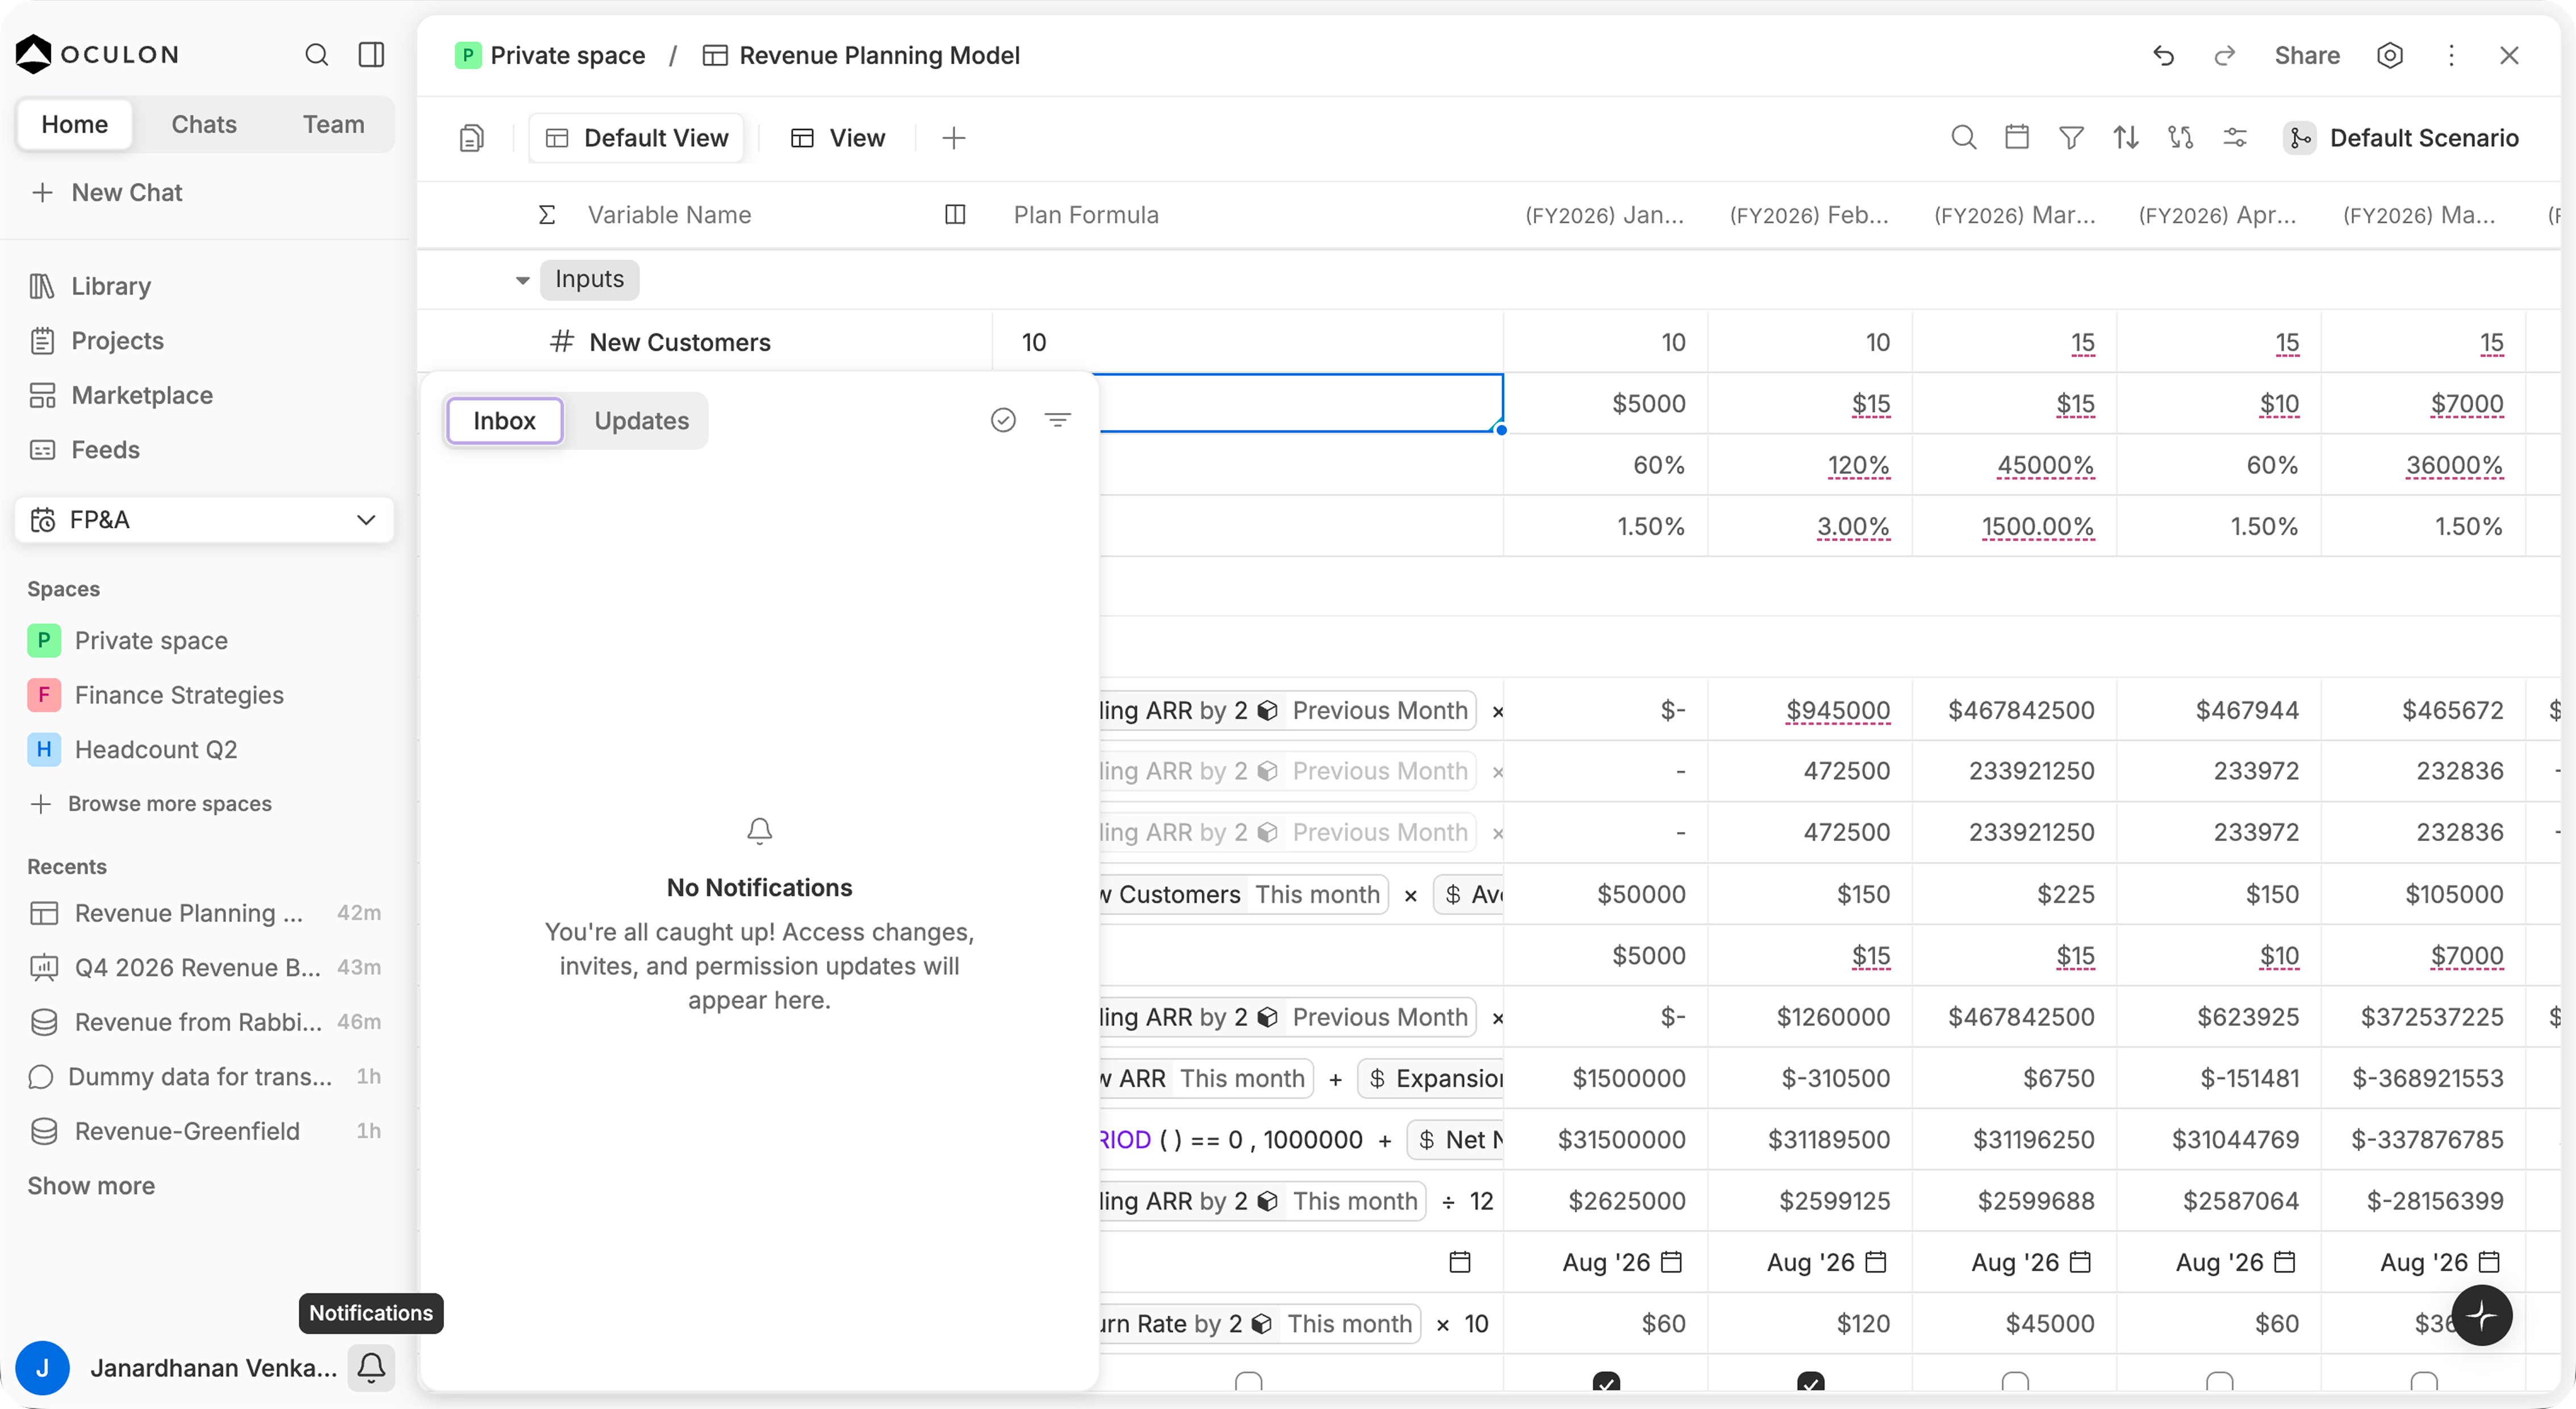 OCULON
Home Chats Team
New Chat
Library
Projects
Marketplace
Feeds
FP&A
Spaces
P Private space
F Finance Strategies
H Headcount Q2
Browse more spaces
Recents
Revenue Planning ... 42m
Q4 2026 Revenue B... 43m
Revenue from Rabbi... 46m
Dummy data for trans... 1h
Revenue-Greenfield 1h
Show more
Notifications
J Janardhanan Venka...
P Private space / Revenue Planning Model
Share
Default View View
Default Scenario
Σ Variable Name Plan Formula (FY2026) Jan... (FY2026) Feb... (FY2026) Mar... (FY2026) Apr... (FY2026) Ma...
Inputs
# New Customers 10 10 10 15 15 15
Inbox Updates
No Notifications
You're all caught up! Access changes,
invites, and permission updates will
appear here.
$5000 $15 $15 $10 $7000
60% 120% 45000% 60% 36000%
1.50% 3.00% 1500.00% 1.50% 1.50%
ARR by 2 Previous Month × $- $945000 $467842500 $467944 $465672 $
ARR by 2 Previous Month × - 472500 233921250 233972 232836 -
ARR by 2 Previous Month × - 472500 233921250 233972 232836 -
Customers This month × $ $50000 $150 $225 $150 $105000
$5000 $15 $15 $10 $7000
ARR by 2 Previous Month × $- $1260000 $467842500 $623925 $372537225 $
ARR This month + $ $1500000 $-310500 $6750 $-151481 $-368921553
RIOD ( ) == 0 , 1000000 + $ Net $31500000 $31189500 $31196250 $31044769 $-337876785
ARR by 2 This month ÷ 12 $2625000 $2599125 $2599688 $2587064 $-28156399
Aug '26 Aug '26 Aug '26 Aug '26 Aug '26
Rate by 2 This month × 10 $60 $120 $45000 $60